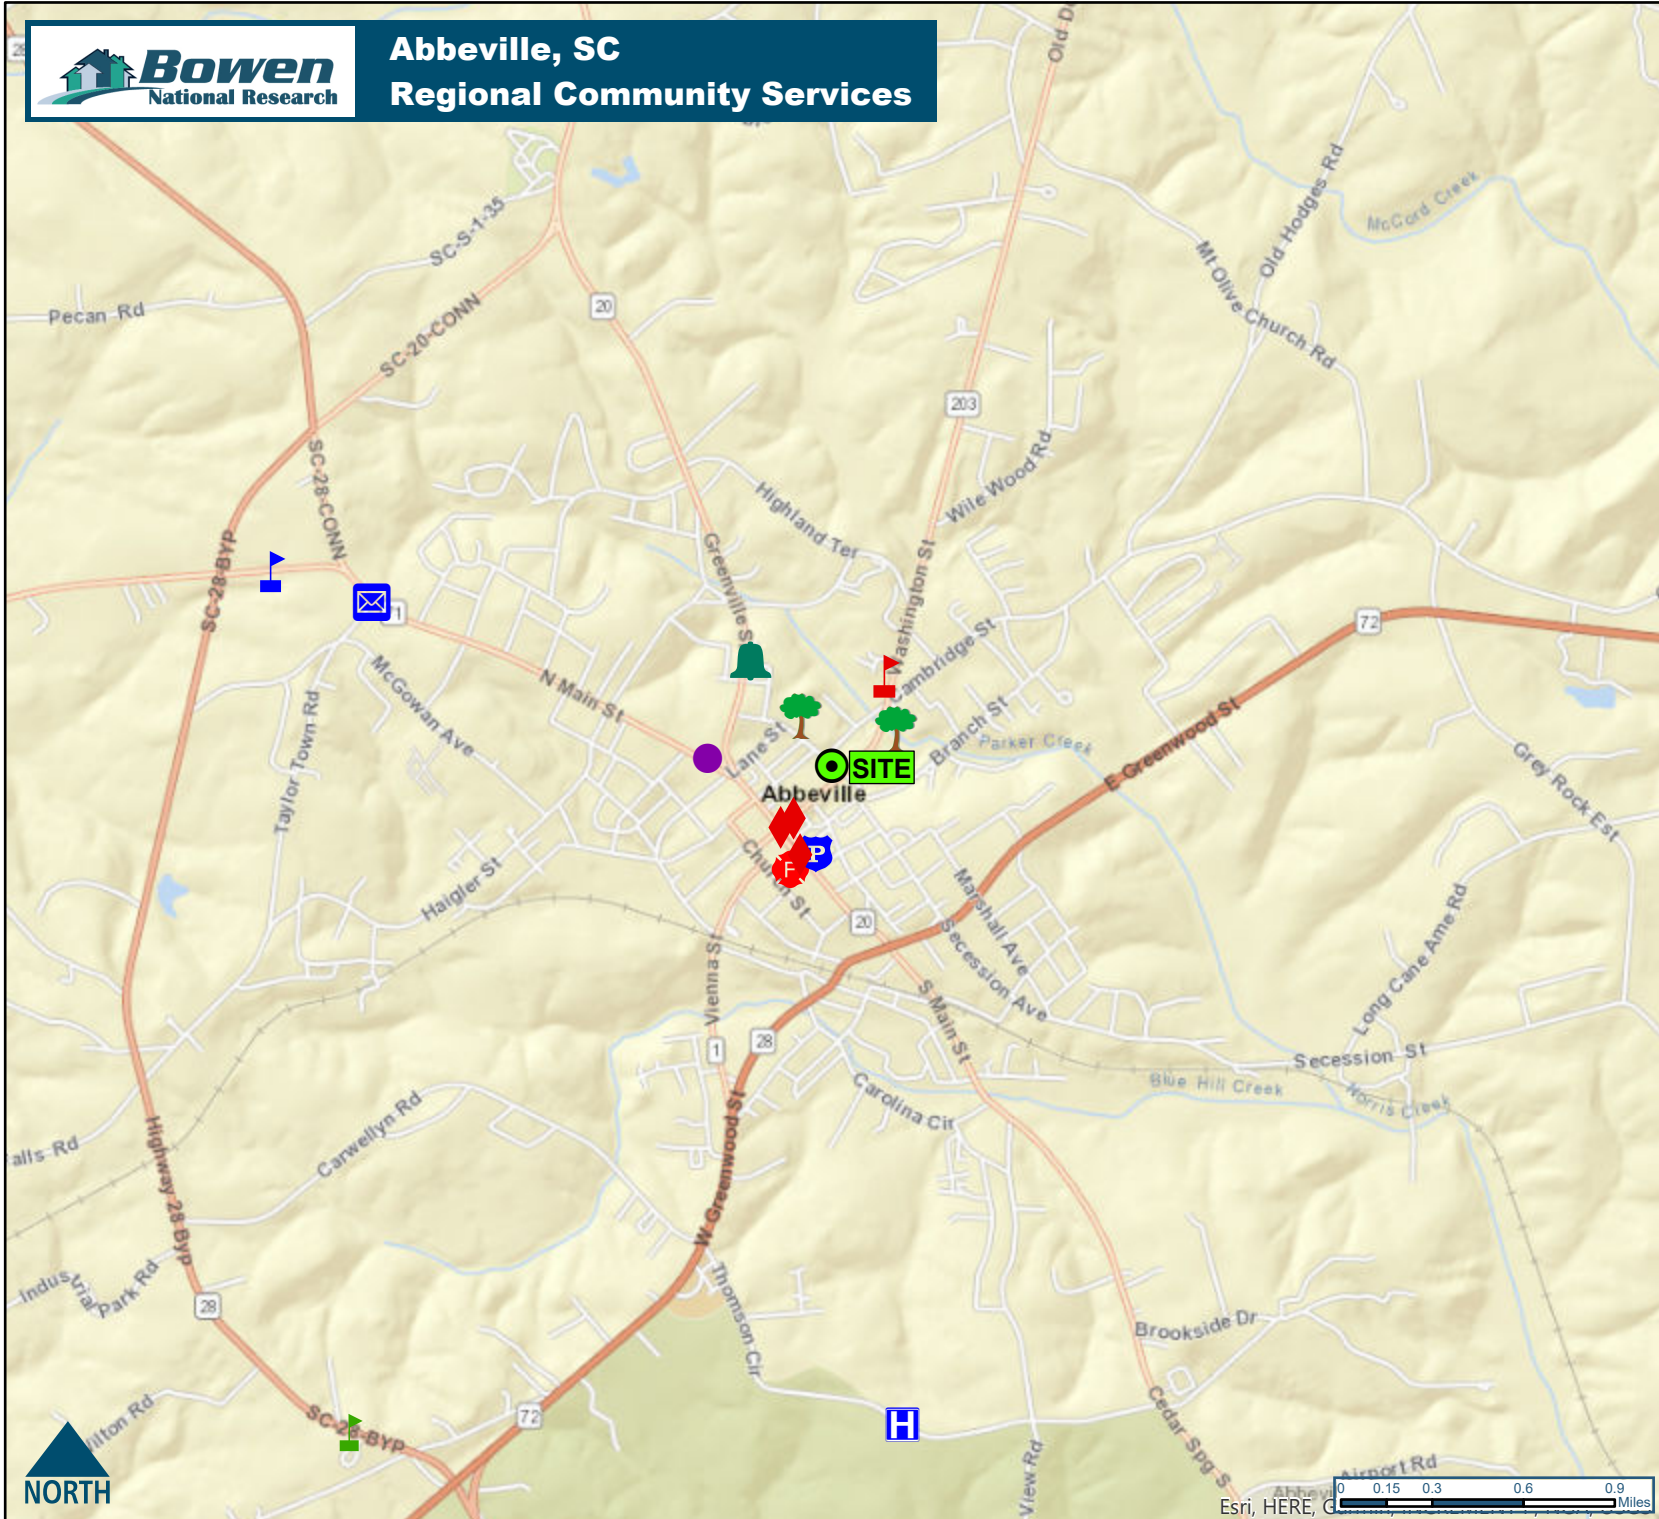 Bowen
National Research
Abbeville, SC
Regional Community Services
Old Hodges Rd
McCord Creek
SC-S-1-35
Mt Olive Church Rd
Pecan Rd
20
SC-20-CONN
203
Wile Wood Rd
SC-28-CONN
Highland Ter
SC-28-BYP
Greenville S
Washington St
72
Cambridge St
McGowan Ave
N Main St
Branch St
Parker Creek
E Greenwood St
Taylor Town Rd
Lane St
SITE
Abbeville
Grey Rock Est
P
F
Church St
Haigler St
Marshall Ave
20
Long Cane Ame Rd
Secession Ave
Vienna St
S Main St
1
28
Secession St
Blue Hill Creek
Norris Creek
Carolina Cir
Carwellyn Rd
alls Rd
Highway 28 Byp
W Greenwood St
Industrial Park Rd
28
Thomson Cir
Brookside Dr
72
SC-28-BYP
ilton Rd
H
Cedar Spg S
View Rd
Airport Rd
NORTH
0 0.15 0.3 0.6 0.9
Miles
Esri, HERE,